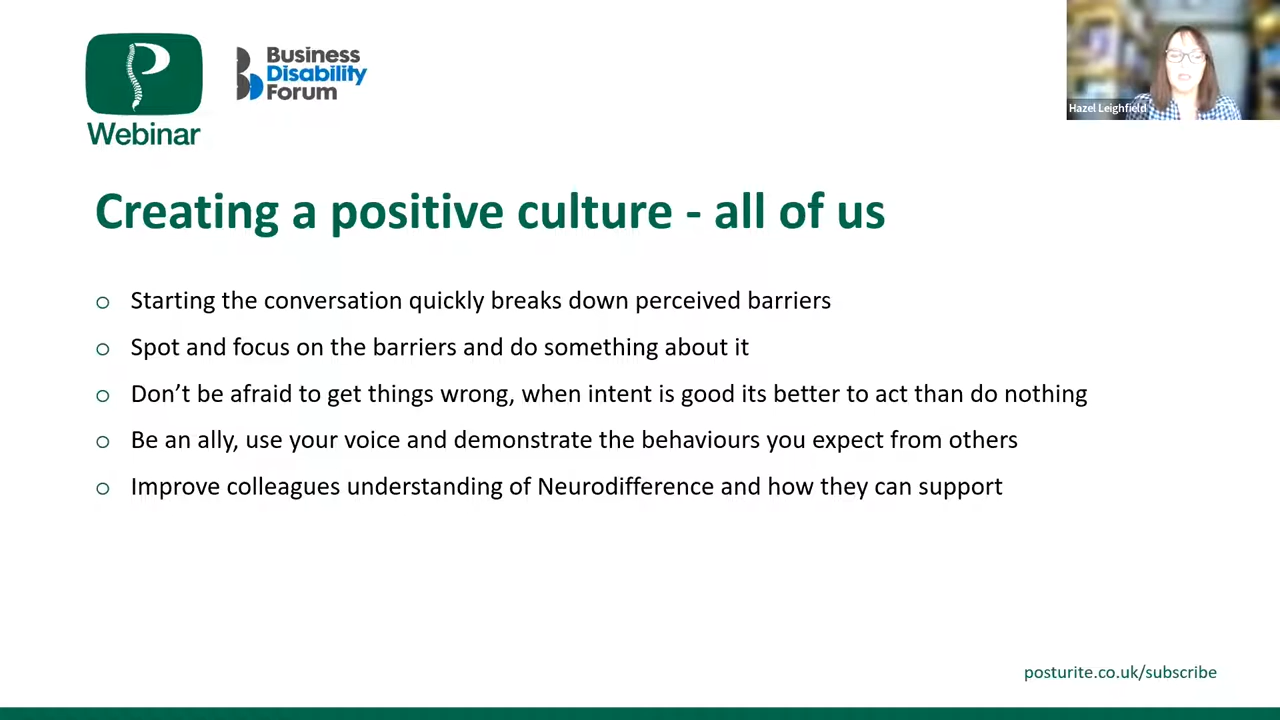 Webinar
Business
Disability
Forum
Hazel Leighfield
Creating a positive culture - all of us
o Starting the conversation quickly breaks down perceived barriers
o Spot and focus on the barriers and do something about it
o Don’t be afraid to get things wrong, when intent is good its better to act than do nothing
o Be an ally, use your voice and demonstrate the behaviours you expect from others
o Improve colleagues understanding of Neurodifference and how they can support
posturite.co.uk/subscribe